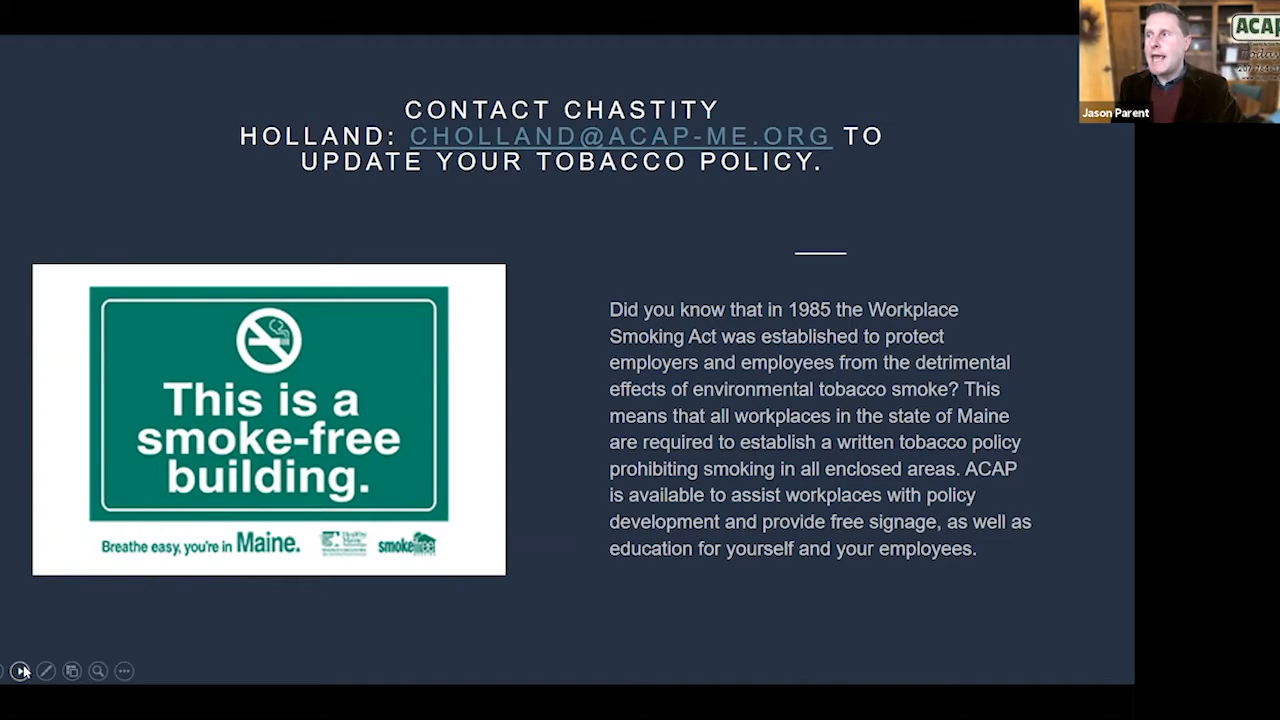 CONTACT CHASTITY
HOLLAND: CHOLLAND@ACAP-ME.ORG TO
UPDATE YOUR TOBACCO POLICY.
ACAP
Jason Parent
This is a
smoke-free
building.
Breathe easy, you're in Maine.
smokefree
Did you know that in 1985 the Workplace
Smoking Act was established to protect
employers and employees from the detrimental
effects of environmental tobacco smoke? This
means that all workplaces in the state of Maine
are required to establish a written tobacco policy
prohibiting smoking in all enclosed areas. ACAP
is available to assist workplaces with policy
development and provide free signage, as well as
education for yourself and your employees.